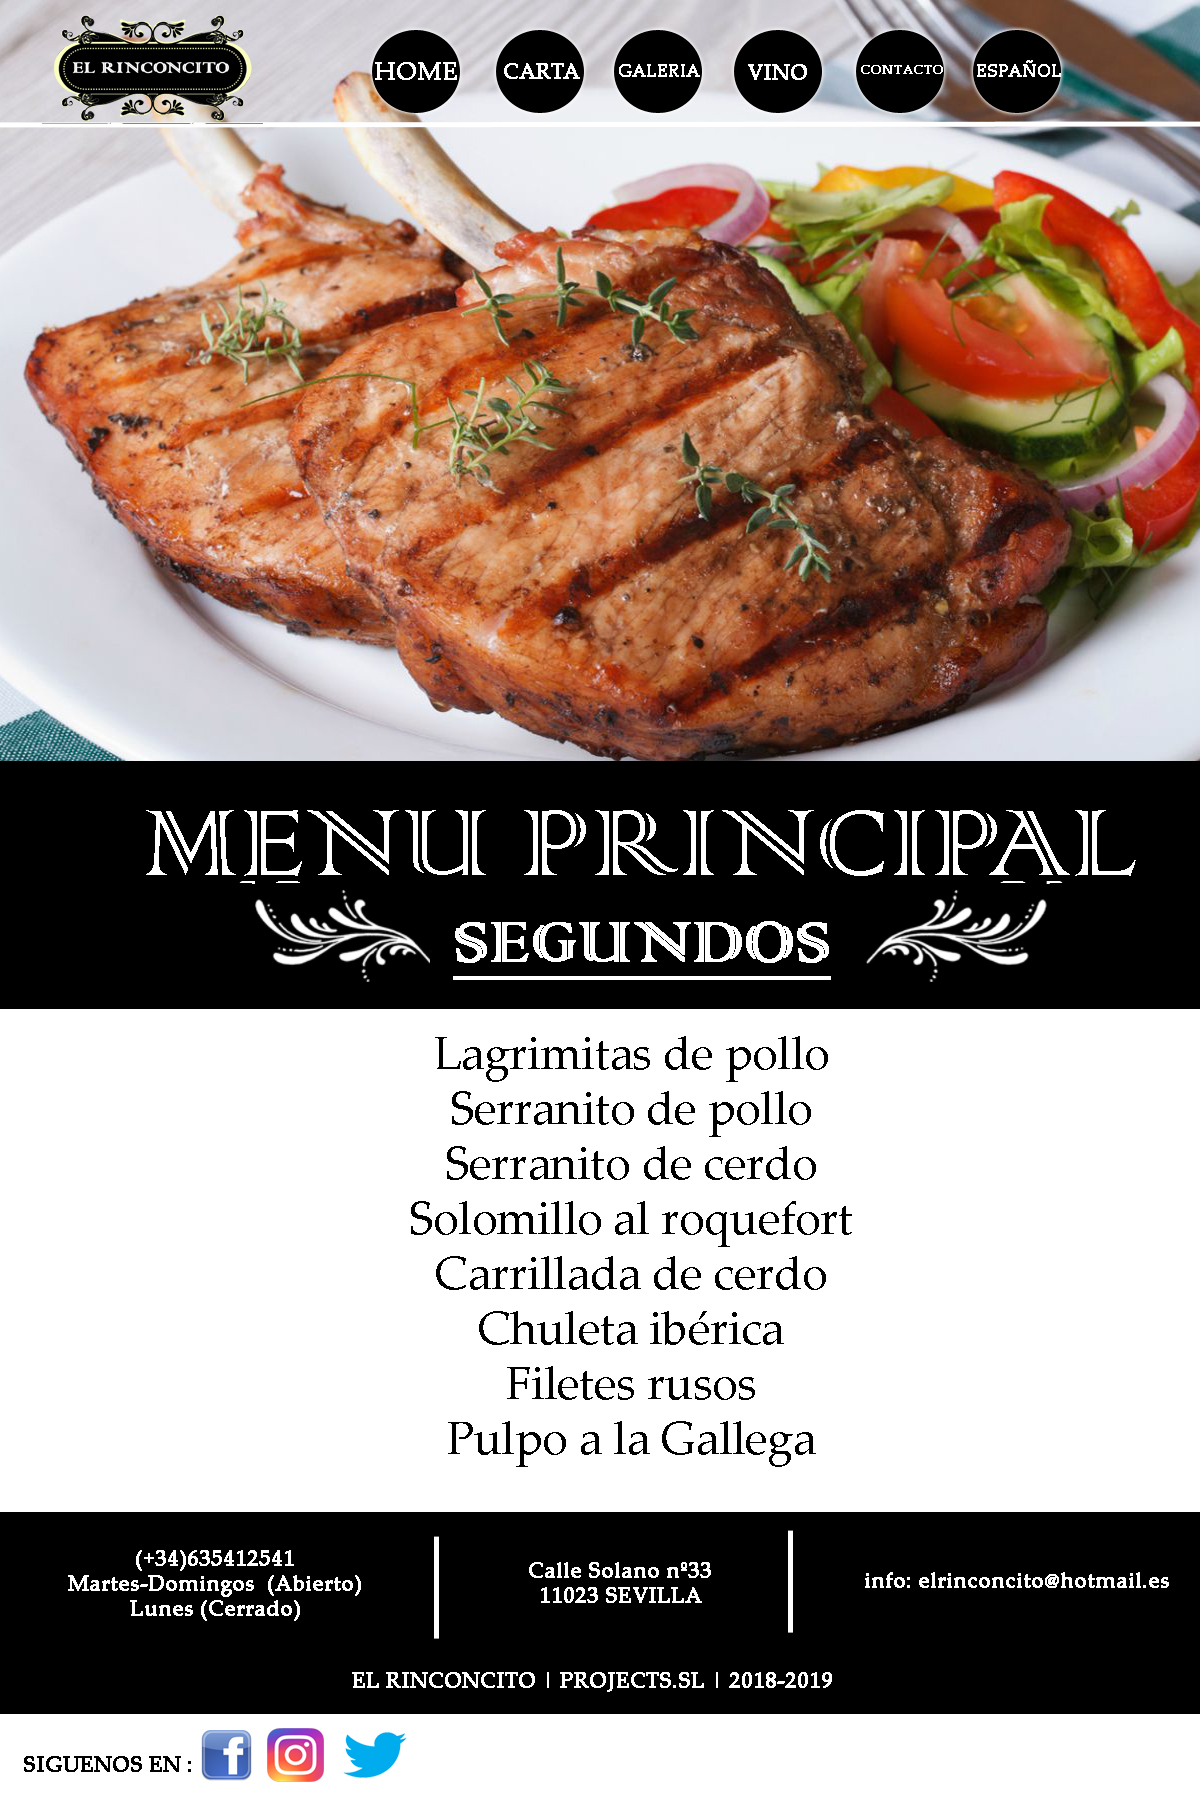 EL RINCONCITO
HOME CARTA GALERIA VINO CONTACTO ESPAÑOL
MENU PRINCIPAL
SEGUNDOS
Lagrimitas de pollo
Serranito de pollo
Serranito de cerdo
Solomillo al roquefort
Carrillada de cerdo
Chuleta ibérica
Filetes rusos
Pulpo a la Gallega
(+34)635412541
Martes-Domingos (Abierto)
Lunes (Cerrado)
Calle Solano nº33
11023 SEVILLA
info: elrinconcito@hotmail.es
EL RINCONCITO | PROJECTS.SL | 2018-2019
SIGUENOS EN :